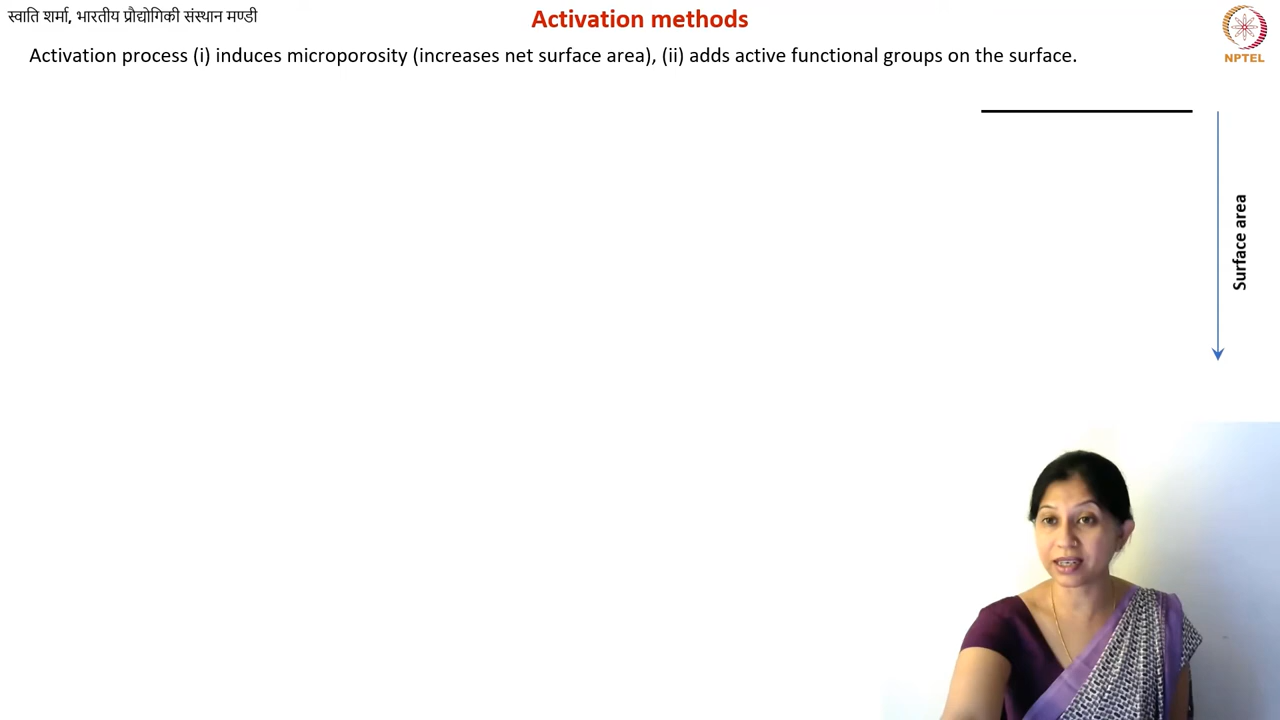 स्वाति शर्मा, भारतीय प्रौद्योगिकी संस्थान मण्डी
Activation methods
NPTEL
Activation process (i) induces microporosity (increases net surface area), (ii) adds active functional groups on the surface.
Surface area